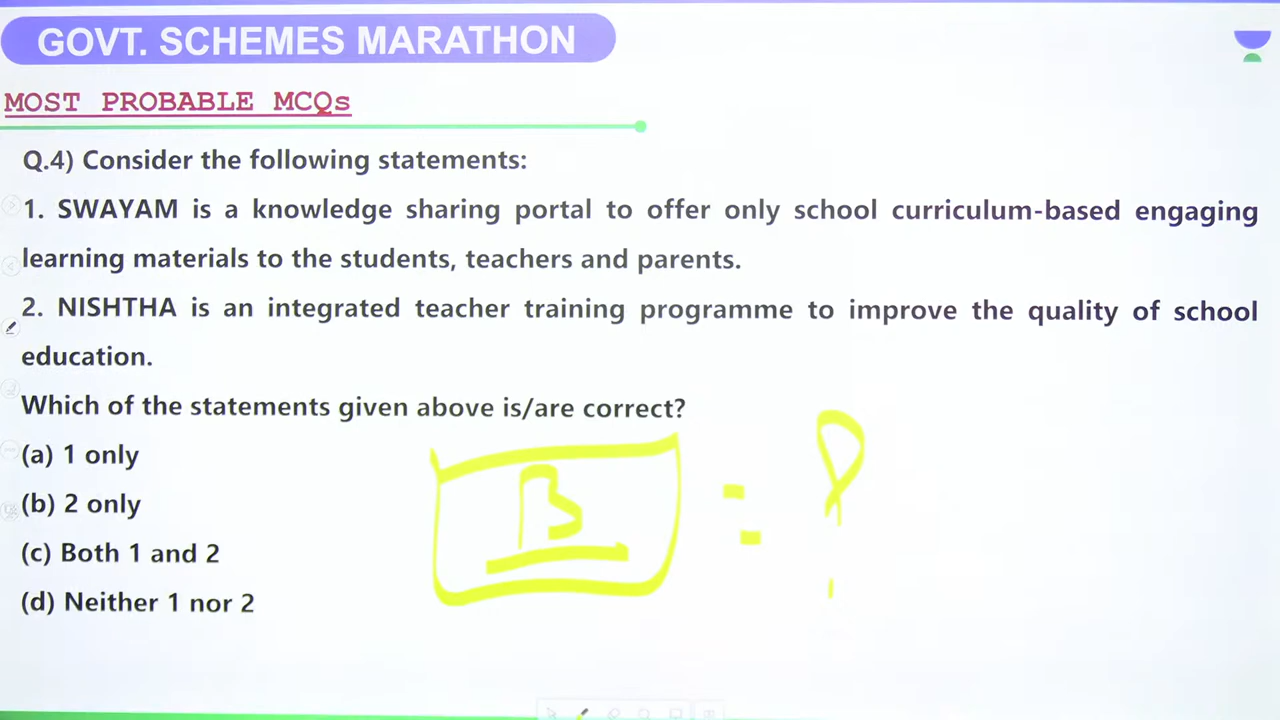 GOVT. SCHEMES MARATHON
MOST PROBABLE MCQs
Q.4) Consider the following statements:
1. SWAYAM is a knowledge sharing portal to offer only school curriculum-based engaging
learning materials to the students, teachers and parents.
2. NISHTHA is an integrated teacher training programme to improve the quality of school
education.
Which of the statements given above is/are correct?
(a) 1 only
(b) 2 only
(c) Both 1 and 2
(d) Neither 1 nor 2
B = ?